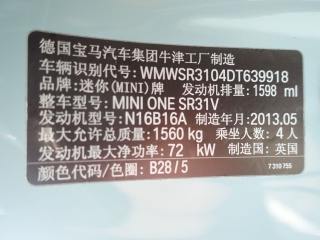 德国宝马汽车集团牛津工厂制造
车辆识别代号: WMWSR3104DT639918
品牌:迷你(MINI)牌 发动机排量: 1598 ml
整车型号: MINI ONE SR31V
发动机型号: N16B16A 制造年月:2013.05
最大允许总质量: 1560 kg 乘坐人数: 4人
发动机最大净功率: 72 kW 制造国:英国
颜色代码/色圈: B28 / 5
7 310 755